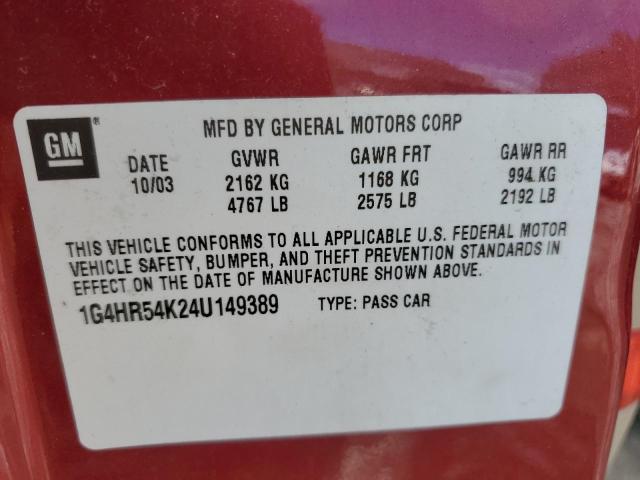 GM ®
MFD BY GENERAL MOTORS CORP
DATE GVWR GAWR FRT GAWR RR
10/03 2162 KG 1168 KG 994 KG
4767 LB 2575 LB 2192 LB
THIS VEHICLE CONFORMS TO ALL APPLICABLE U.S. FEDERAL MOTOR
VEHICLE SAFETY, BUMPER, AND THEFT PREVENTION STANDARDS IN
EFFECT ON THE DATE OF MANUFACTURE SHOWN ABOVE.
1G4HR54K24U149389 TYPE: PASS CAR